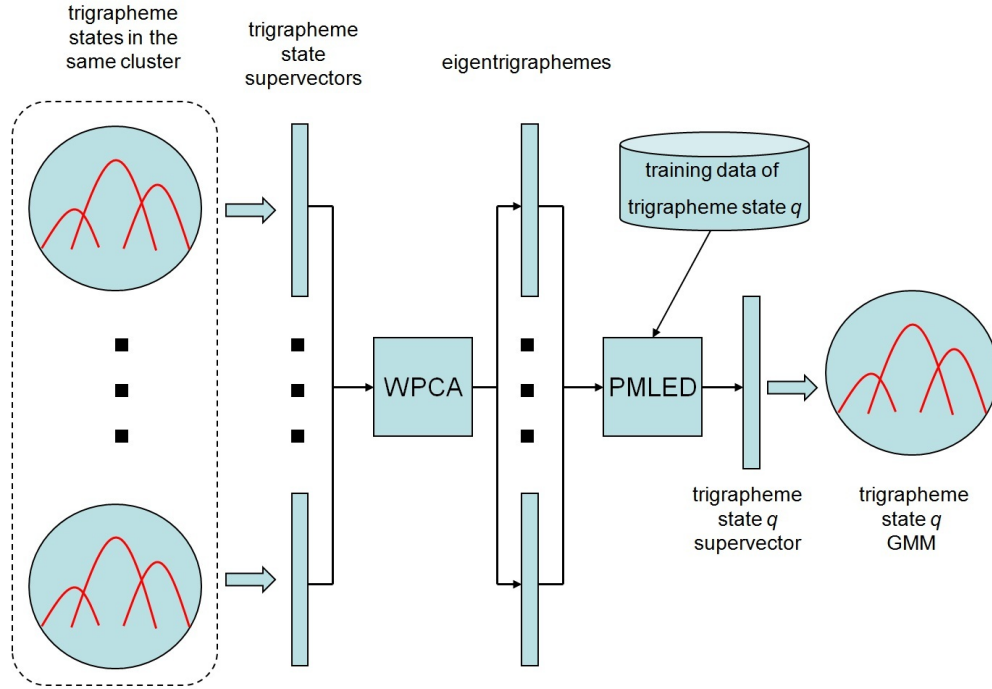 trigrapheme
states in the
same cluster
trigrapheme
state
supervectors
eigentrigraphemes
training data of
trigrapheme state q
WPCA
PMLED
trigrapheme
state q
supervector
trigrapheme
state q
GMM